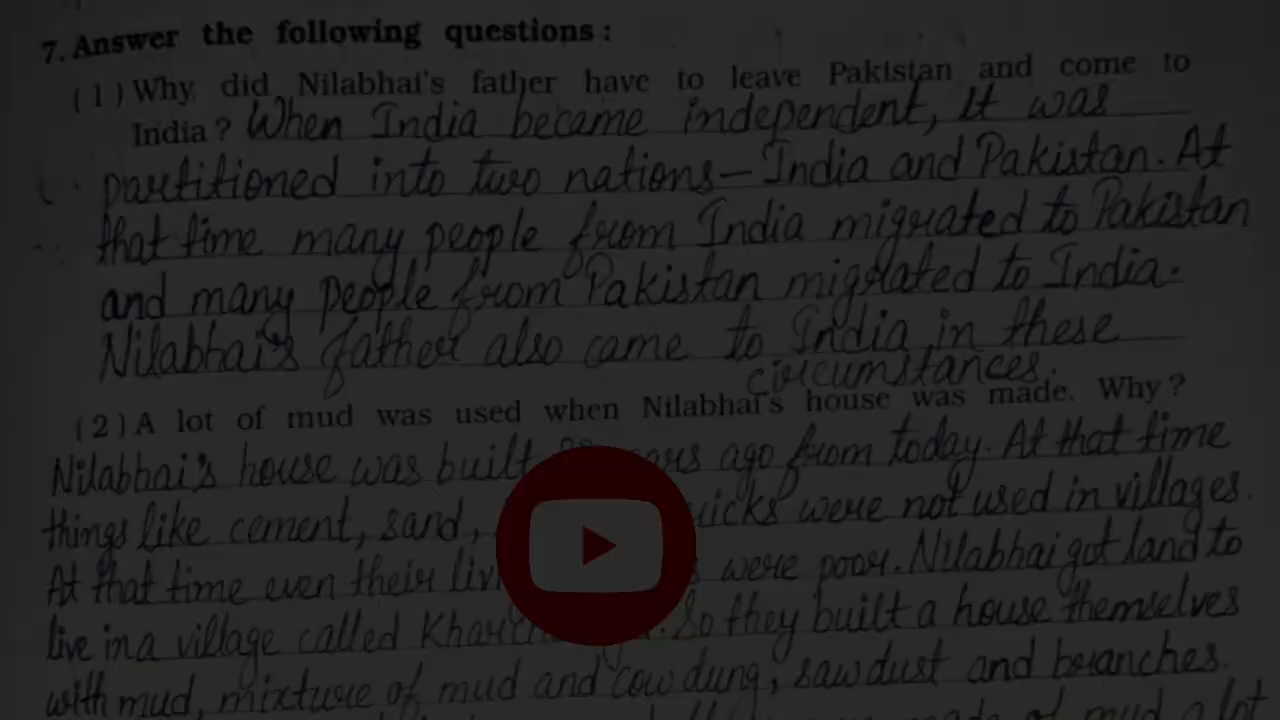 7. Answer the following questions :
( 1 ) Why did Nilabhai's father have to leave Pakistan and come to
India ? When India became independent, It was
partitioned into two nations – India and Pakistan. At
that time many people from India migrated to Pakistan
and many people from Pakistan migrated to India.
Nilabhai's father also came to India in these
circumstances.
( 2 ) A lot of mud was used when Nilabhai's house was made. Why ?
Nilabhai's house was built ago from today. At that time
things like cement, sand, were not used in villages.
At that time even their were poor. Nilabhai got land to
live in a village called So they built a house themselves
with mud, mixture of mud and cow dung, saw dust and branches.
of mud a lot